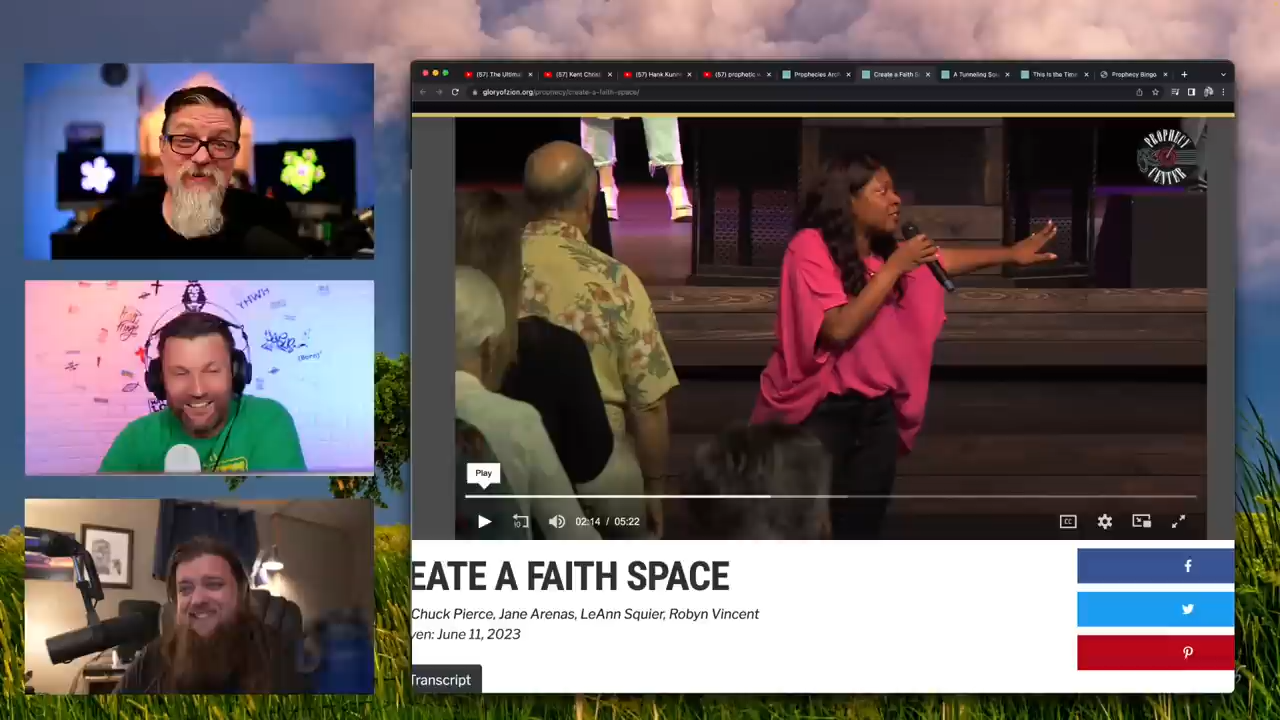 (57) The Ultima
(57) Kent Christ
(57) Hank Kunn
(57) prophetic w
Prophecies Arch
Create a Faith S
A Tunneling Sou
This Is the Time
Prophecy Bingo
gloryofzion.org/prophecy/create-a-faith-space/
PROPHECY
CENTER
YHWH
Play
10
02:14 / 05:22
CC
EATE A FAITH SPACE
Chuck Pierce, Jane Arenas, LeAnn Squier, Robyn Vincent
ven: June 11, 2023
Transcript